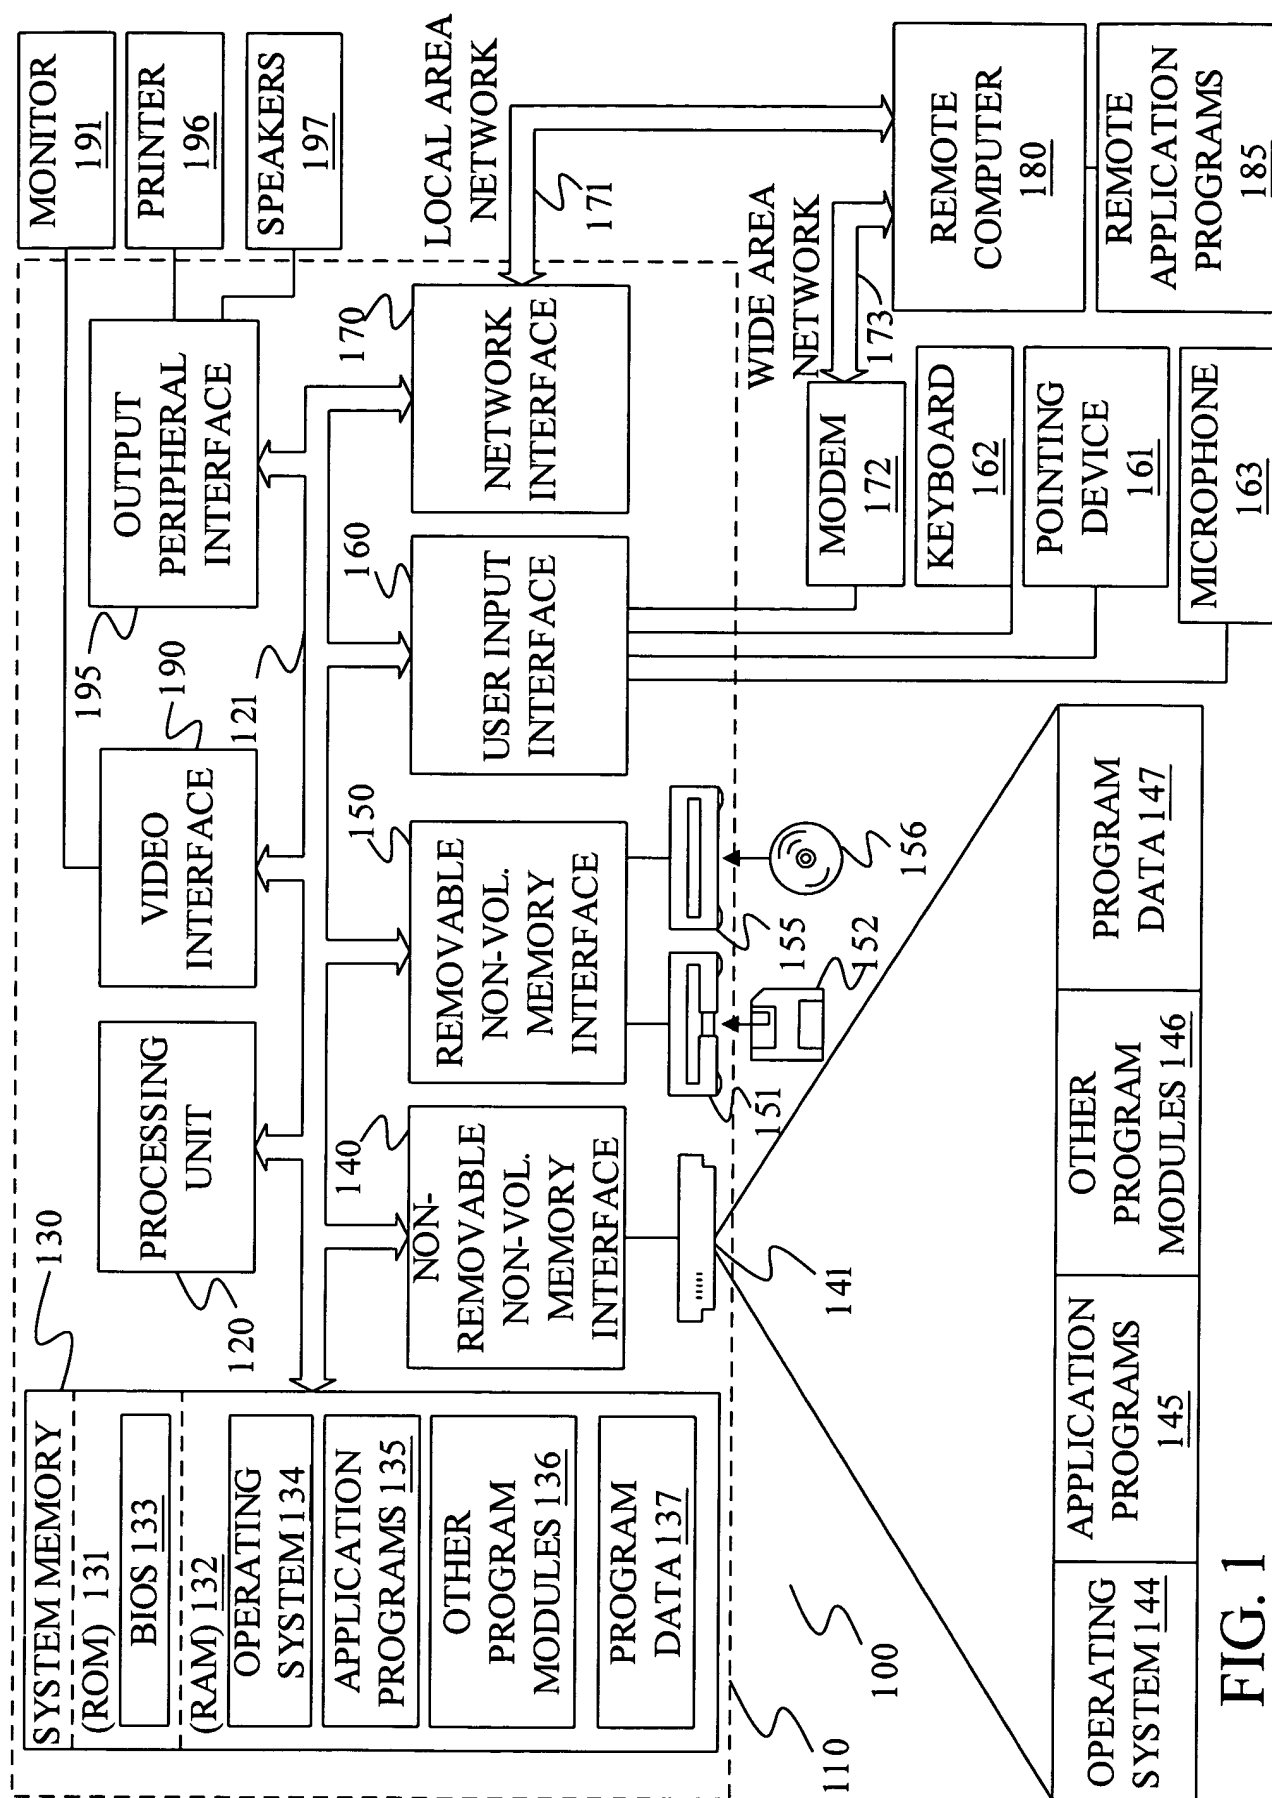 SYSTEM MEMORY
(ROM) 131
BIOS 133
(RAM) 132
OPERATING
SYSTEM 134
APPLICATION
PROGRAMS 135
OTHER
PROGRAM
MODULES 136
PROGRAM
DATA 137
130
120
PROCESSING
UNIT
VIDEO
INTERFACE
190
121
195
OUTPUT
PERIPHERAL
INTERFACE
MONITOR
191
PRINTER
196
SPEAKERS
197
140
NON-
REMOVABLE
NON-VOL.
MEMORY
INTERFACE
150
REMOVABLE
NON-VOL.
MEMORY
INTERFACE
160
USER INPUT
INTERFACE
170
NETWORK
INTERFACE
LOCAL AREA
NETWORK
171
141
151
152
155
156
WIDE AREA
NETWORK
173
MODEM
172
KEYBOARD
162
POINTING
DEVICE
161
MICROPHONE
163
REMOTE
COMPUTER
180
REMOTE
APPLICATION
PROGRAMS
185
110
100
OPERATING
SYSTEM 144
APPLICATION
PROGRAMS
145
OTHER
PROGRAM
MODULES 146
PROGRAM
DATA 147
FIG. 1